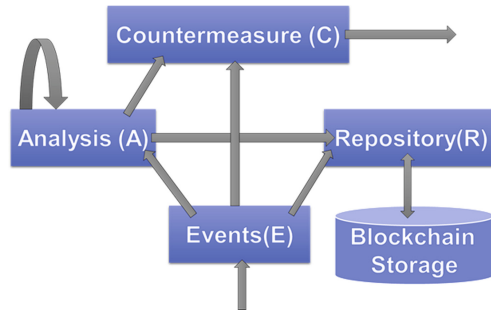 Countermeasure (C)
Analysis (A)
Repository(R)
Events(E)
Blockchain
Storage